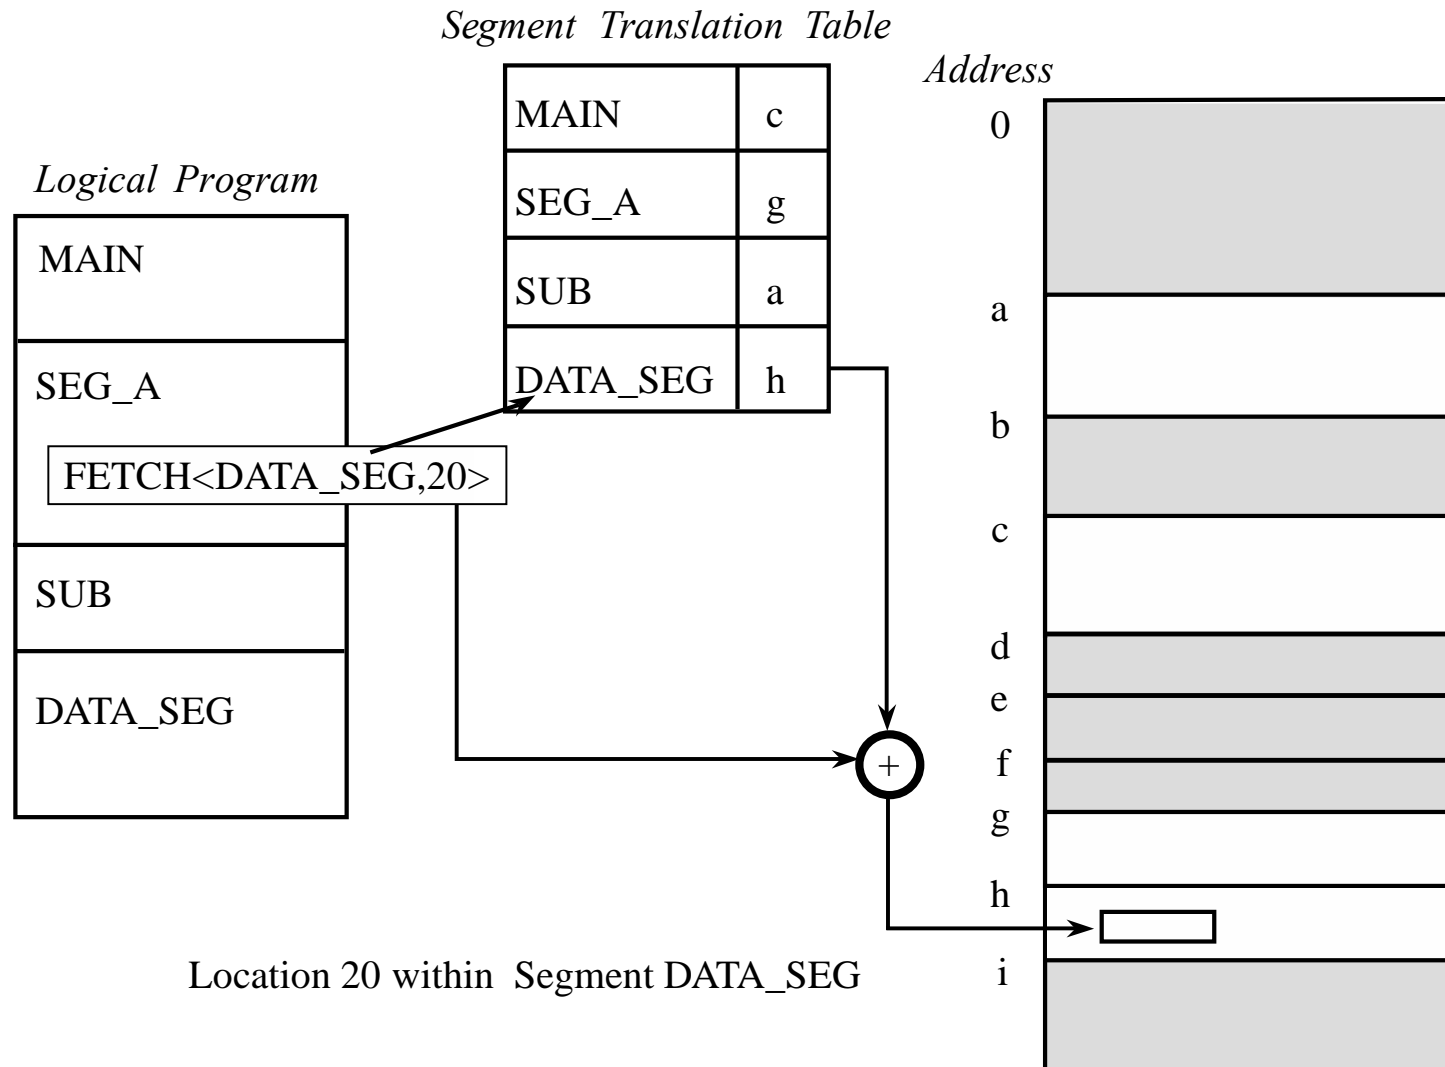 Segment Translation Table
Address
MAIN c
SEG_A g
SUB a
DATA_SEG h
Logical Program
MAIN
SEG_A
FETCH<DATA_SEG,20>
SUB
DATA_SEG
+
0
a
b
c
d
e
f
g
h
i
Location 20 within Segment DATA_SEG